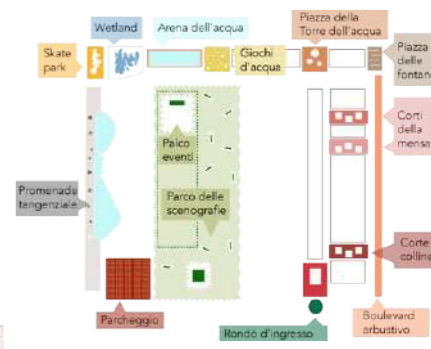 Skate
park
Wetland
Arena dell'acqua
Giochi
d'acqua
Piazza della
Torre dell'acqua
Piazza
delle
fontane
Corti
della
mensa
Palco
eventi
Promenade
tangenziale
Parco delle
scenografie
Corte
colline
Parcheggio
Rondò d'ingresso
Boulevard
arbustivo